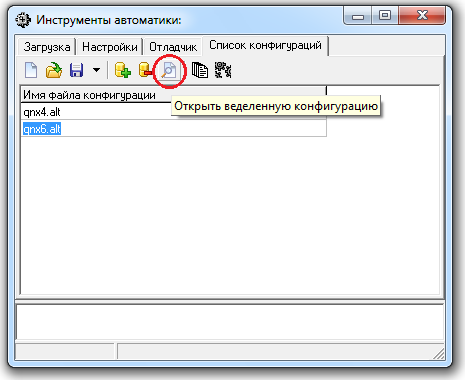 Инструменты автоматики:
Загрузка Настройки Отладчик Список конфигураций
Имя файла конфигурации
Открыть веделенную конфигурацию
qnx4.alt
qnx6.alt